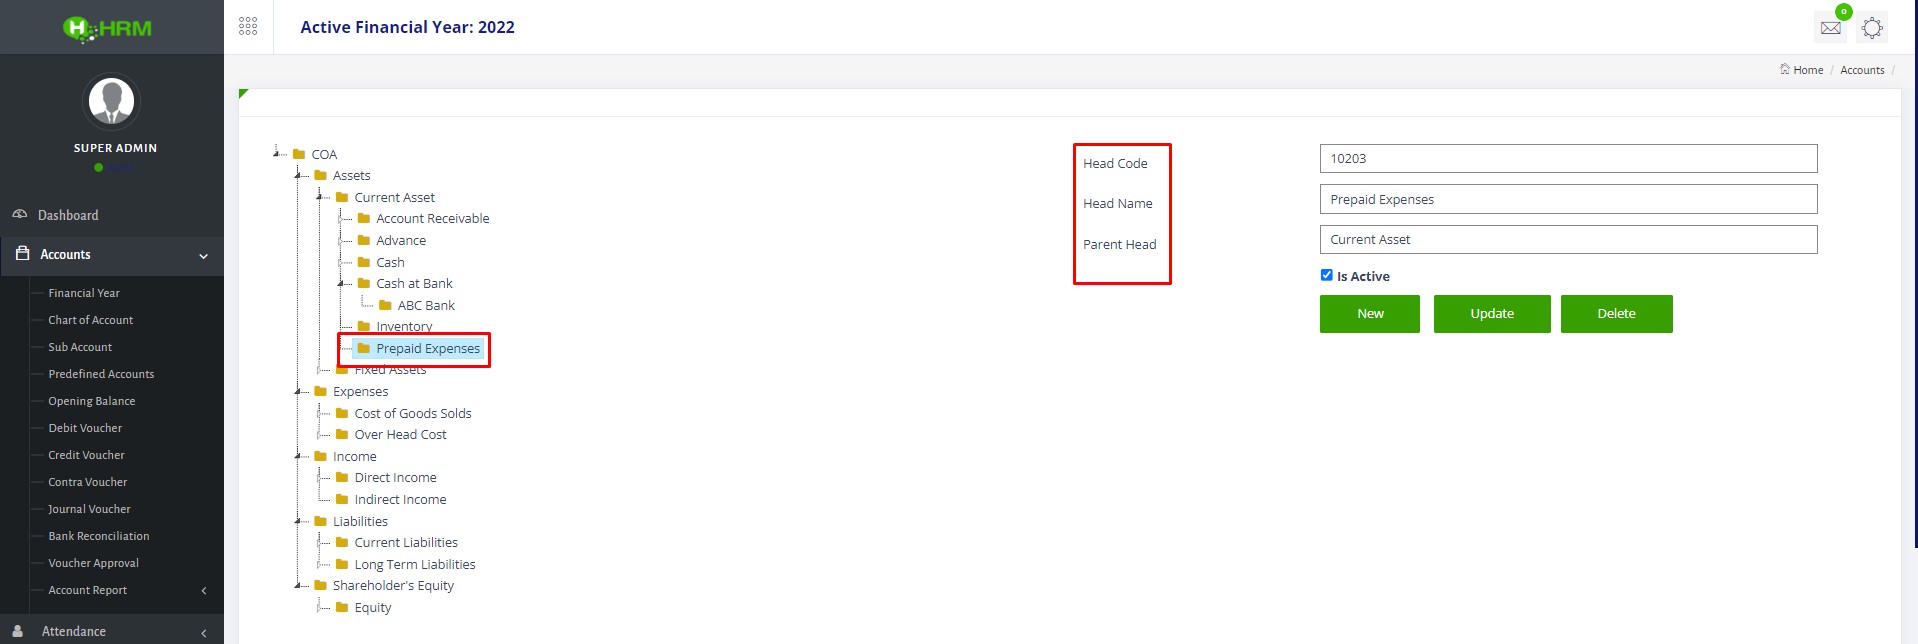 H HRM
Active Financial Year: 2022
0
Home / Accounts /
SUPER ADMIN
Dashboard
Accounts
Financial Year
Chart of Account
Sub Account
Predefined Accounts
Opening Balance
Debit Voucher
Credit Voucher
Contra Voucher
Journal Voucher
Bank Reconciliation
Voucher Approval
Account Report
Attendance
COA
Assets
Current Asset
Account Receivable
Advance
Cash
Cash at Bank
ABC Bank
Inventory
Prepaid Expenses
Fixed Assets
Expenses
Cost of Goods Solds
Over Head Cost
Income
Direct Income
Indirect Income
Liabilities
Current Liabilities
Long Term Liabilities
Shareholder's Equity
Equity
Head Code 10203
Head Name Prepaid Expenses
Parent Head Current Asset
Is Active
New Update Delete